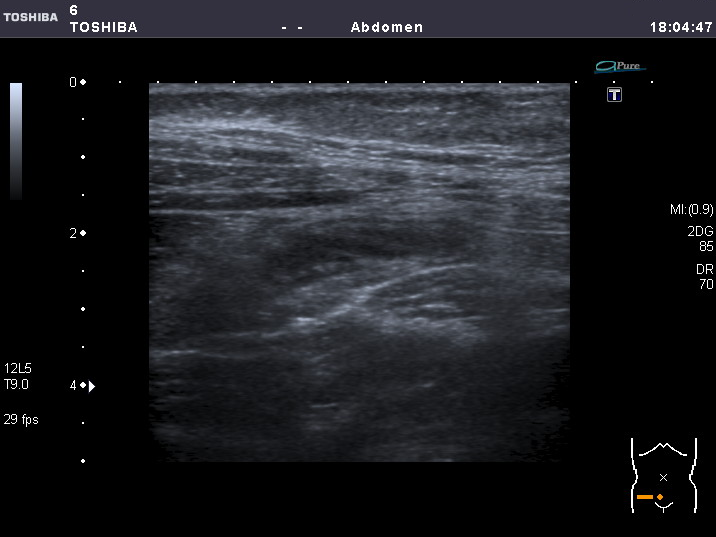 TOSHIBA
6
TOSHIBA - - Abdomen 18:04:47
aPure
T
0
2
4
MI:(0.9)
2DG
85
DR
70
12L5
T9.0
29 fps